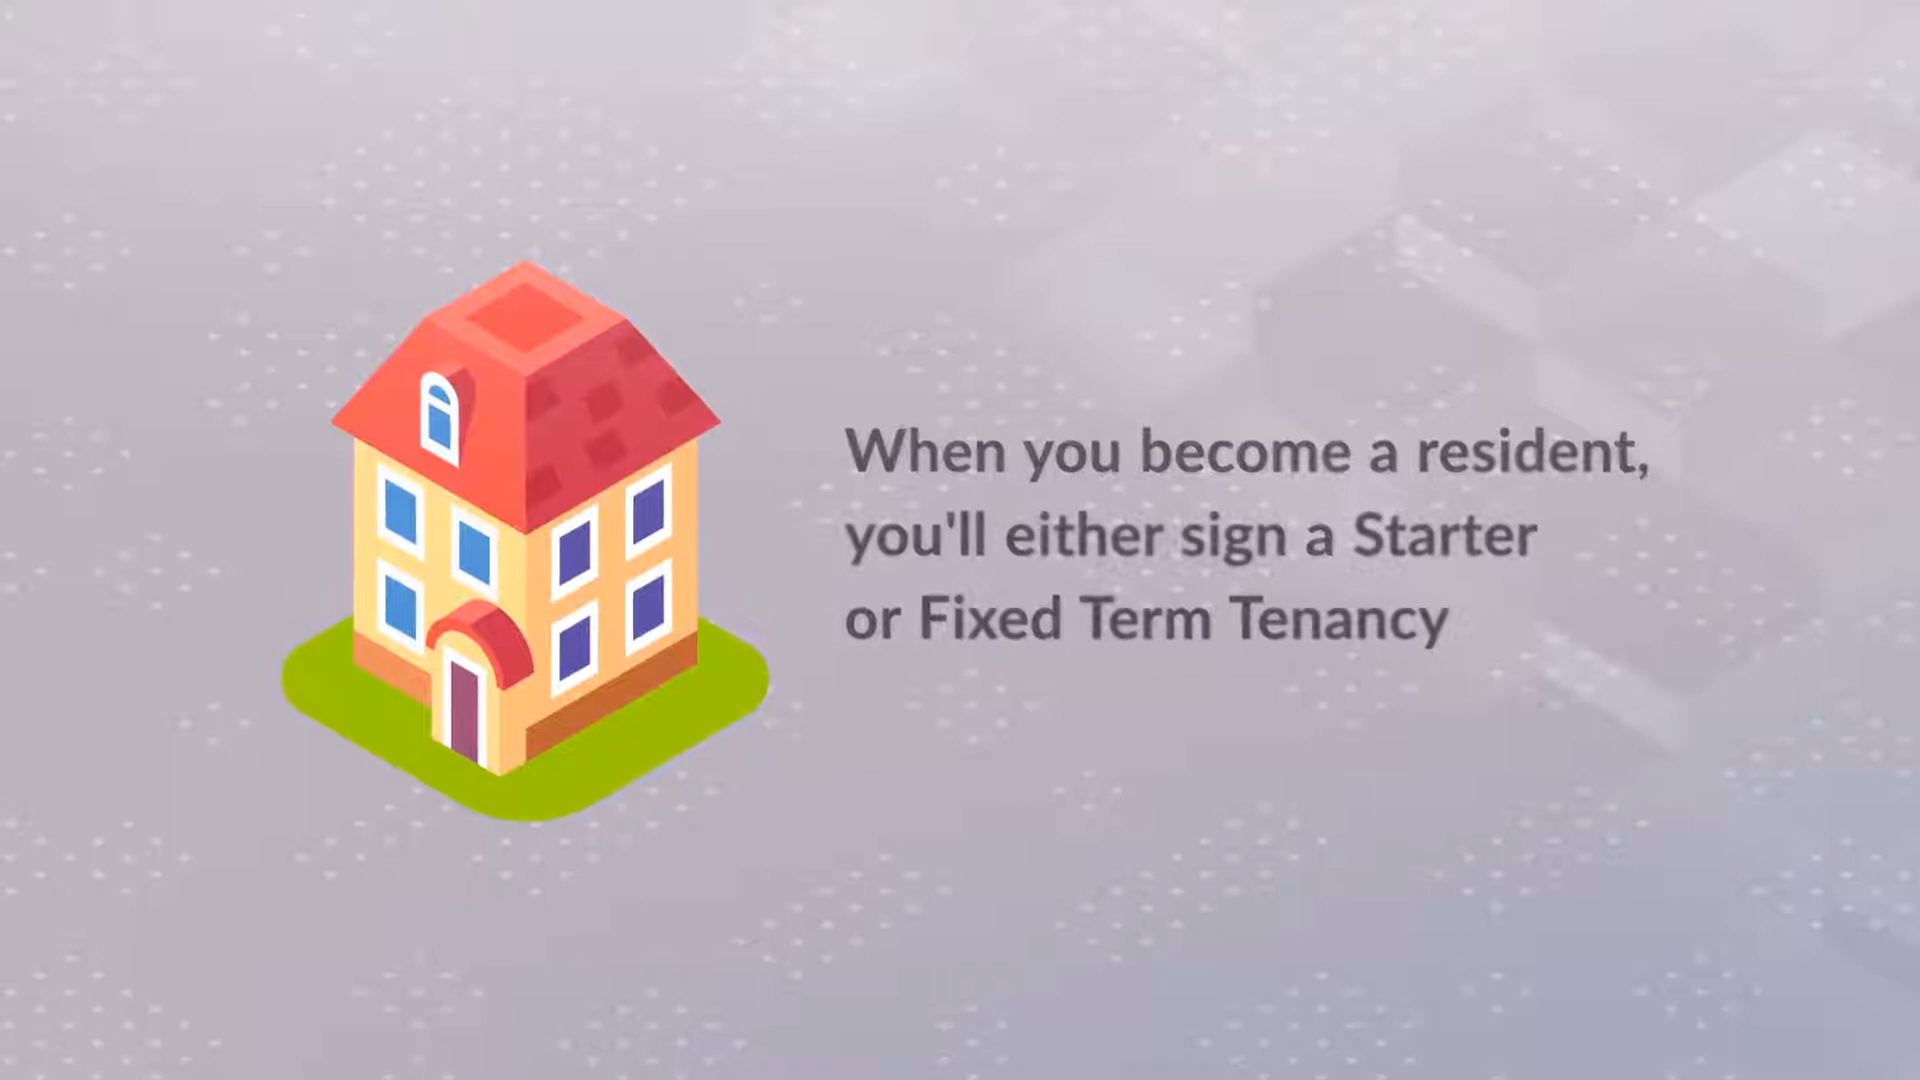 When you become a resident,
you'll either sign a Starter
or Fixed Term Tenancy